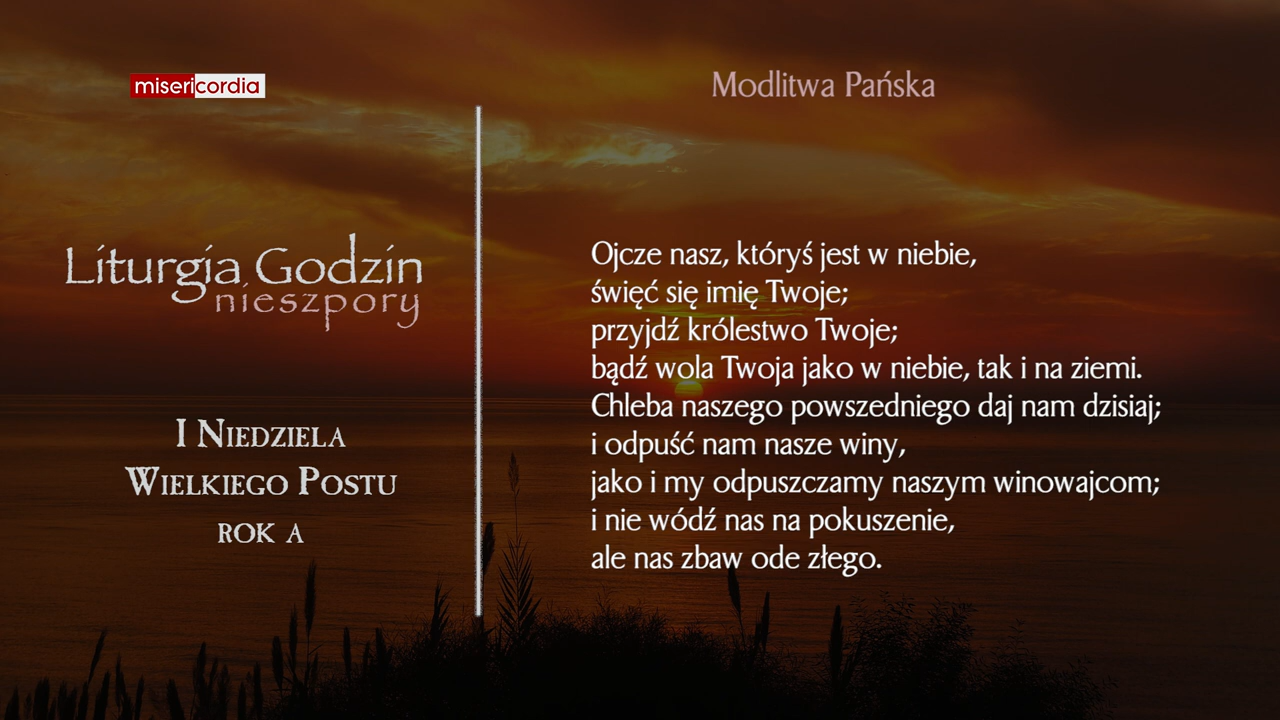 misericordia
Liturgia Godzin
nieszpory
I Niedziela
Wielkiego Postu
rok A
Modlitwa Pańska
Ojcze nasz, któryś jest w niebie,
święć się imię Twoje;
przyjdź królestwo Twoje;
bądź wola Twoja jako w niebie, tak i na ziemi.
Chleba naszego powszedniego daj nam dzisiaj;
i odpuść nam nasze winy,
jako i my odpuszczamy naszym winowajcom;
i nie wódź nas na pokuszenie,
ale nas zbaw ode złego.